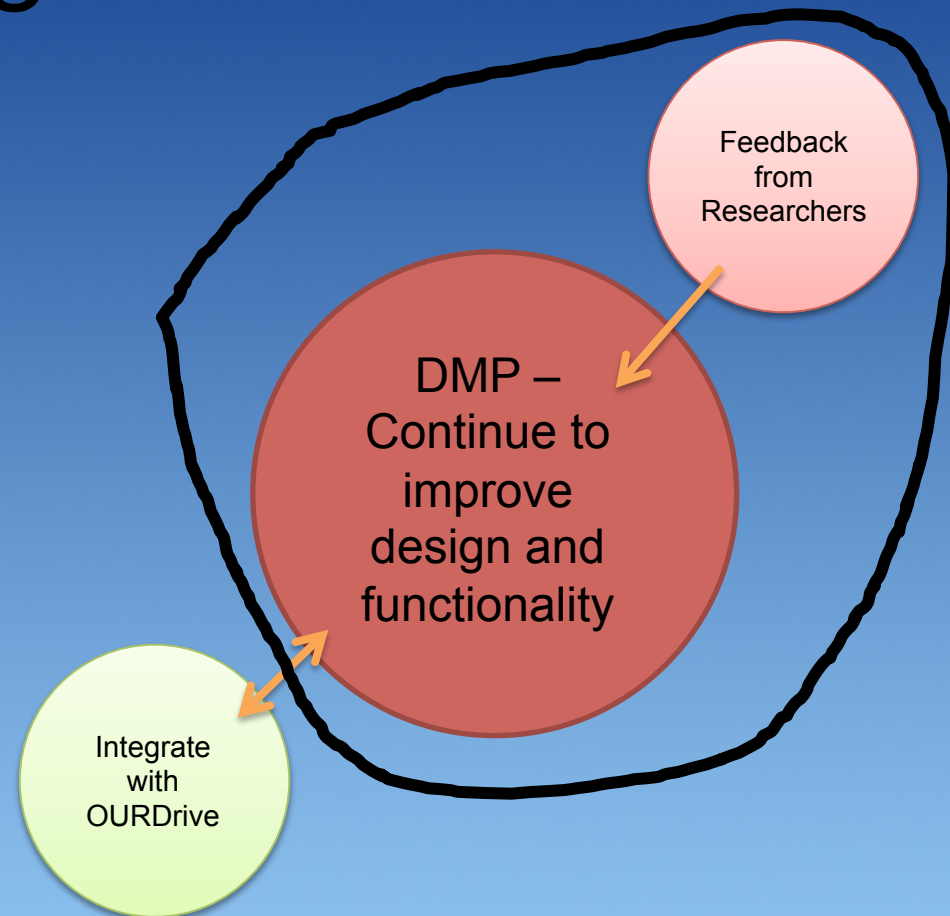 Feedback
from
Researchers
DMP –
Continue to
improve
design and
functionality
Integrate
with
OURDrive